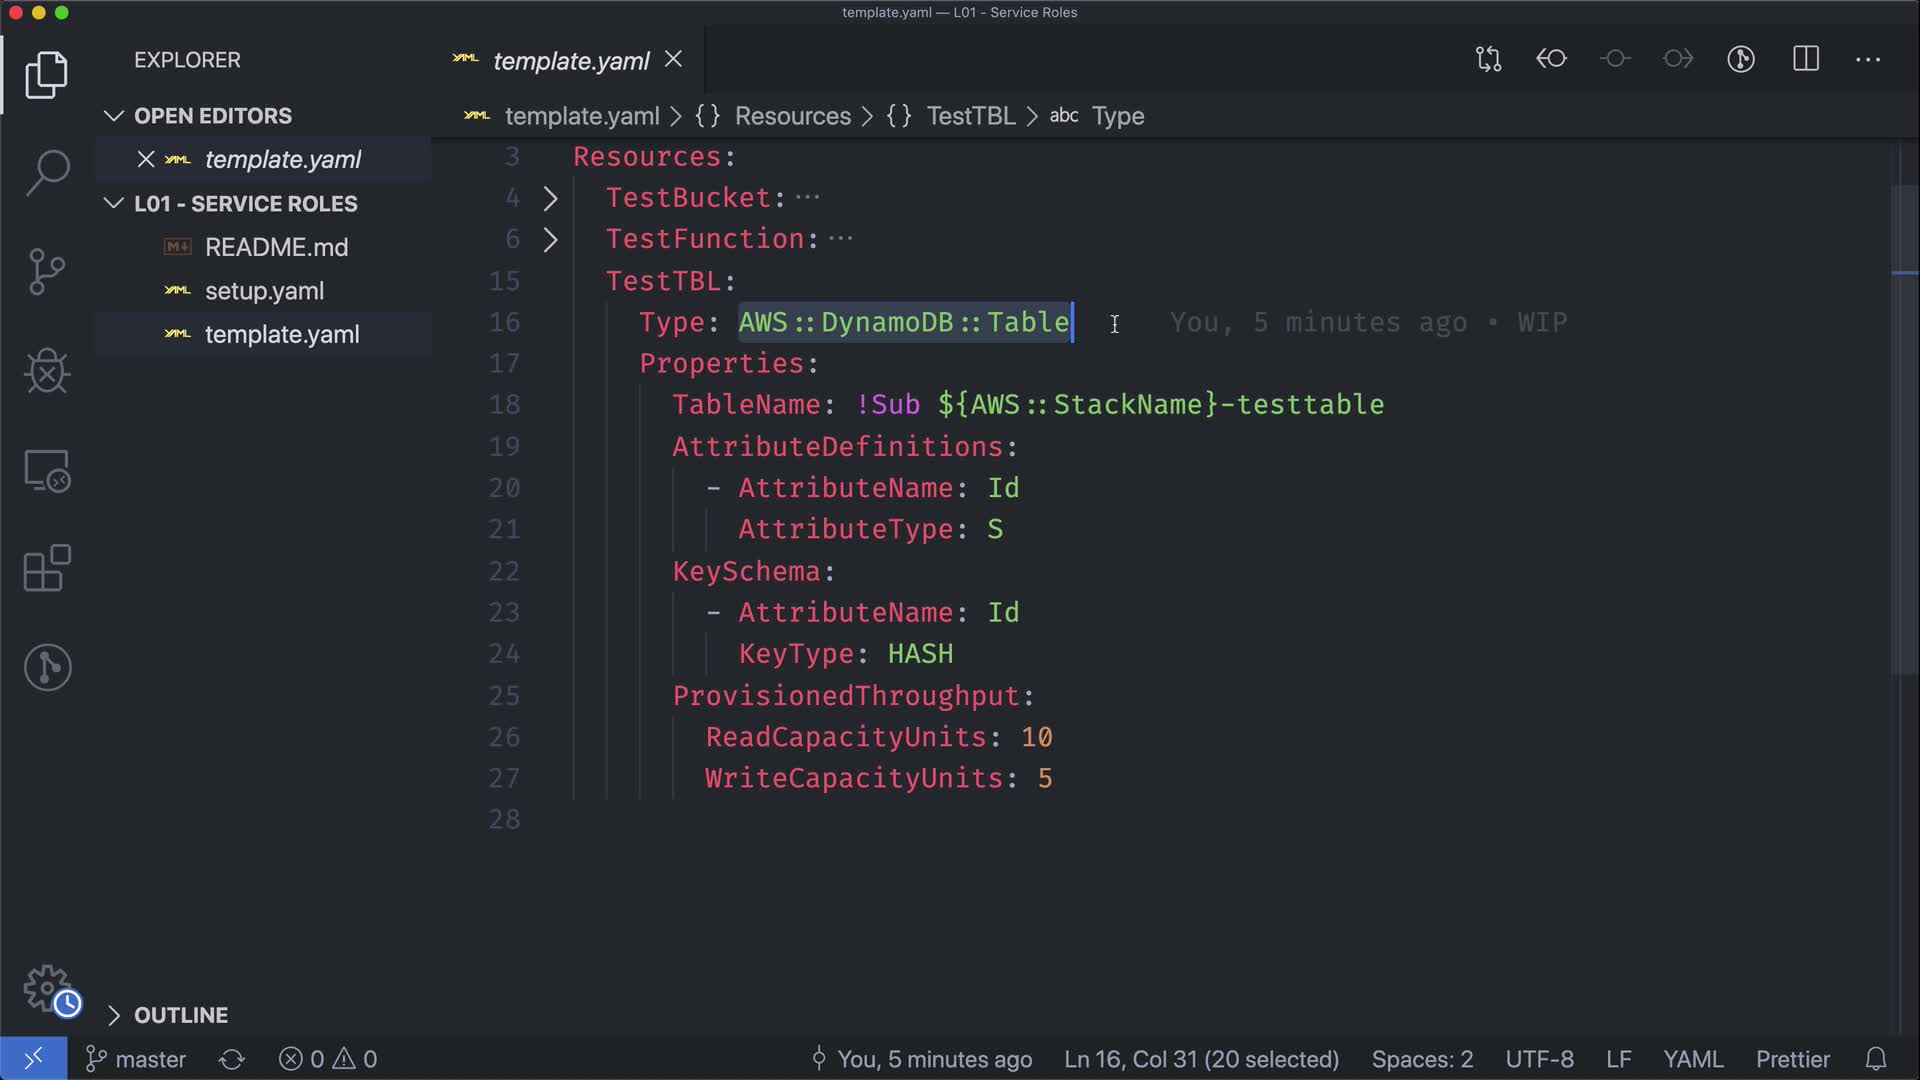 template.yaml — L01 - Service Roles
EXPLORER
YAML template.yaml
OPEN EDITORS
YAML template.yaml > {} Resources > {} TestTBL > abc Type
YAML template.yaml
L01 - SERVICE ROLES
M README.md
YAML setup.yaml
YAML template.yaml
3 Resources:
4 > TestBucket: ···
6 > TestFunction: ···
15 TestTBL:
16 Type: AWS::DynamoDB::Table You, 5 minutes ago • WIP
17 Properties:
18 TableName: !Sub ${AWS::StackName}-testtable
19 AttributeDefinitions:
20 - AttributeName: Id
21 AttributeType: S
22 KeySchema:
23 - AttributeName: Id
24 KeyType: HASH
25 ProvisionedThroughput:
26 ReadCapacityUnits: 10
27 WriteCapacityUnits: 5
28
OUTLINE
master 0 0 You, 5 minutes ago Ln 16, Col 31 (20 selected) Spaces: 2 UTF-8 LF YAML Prettier